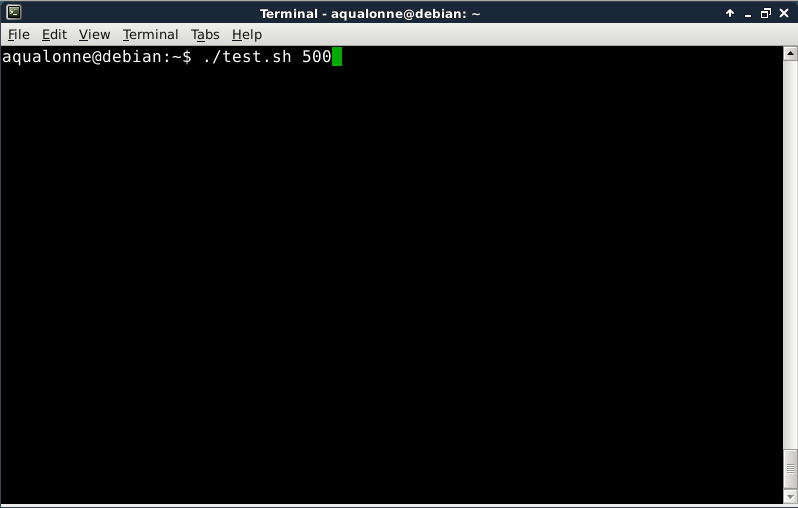 Terminal - aqualonne@debian: ~
File Edit View Terminal Tabs Help
aqualonne@debian:~$ ./test.sh 500